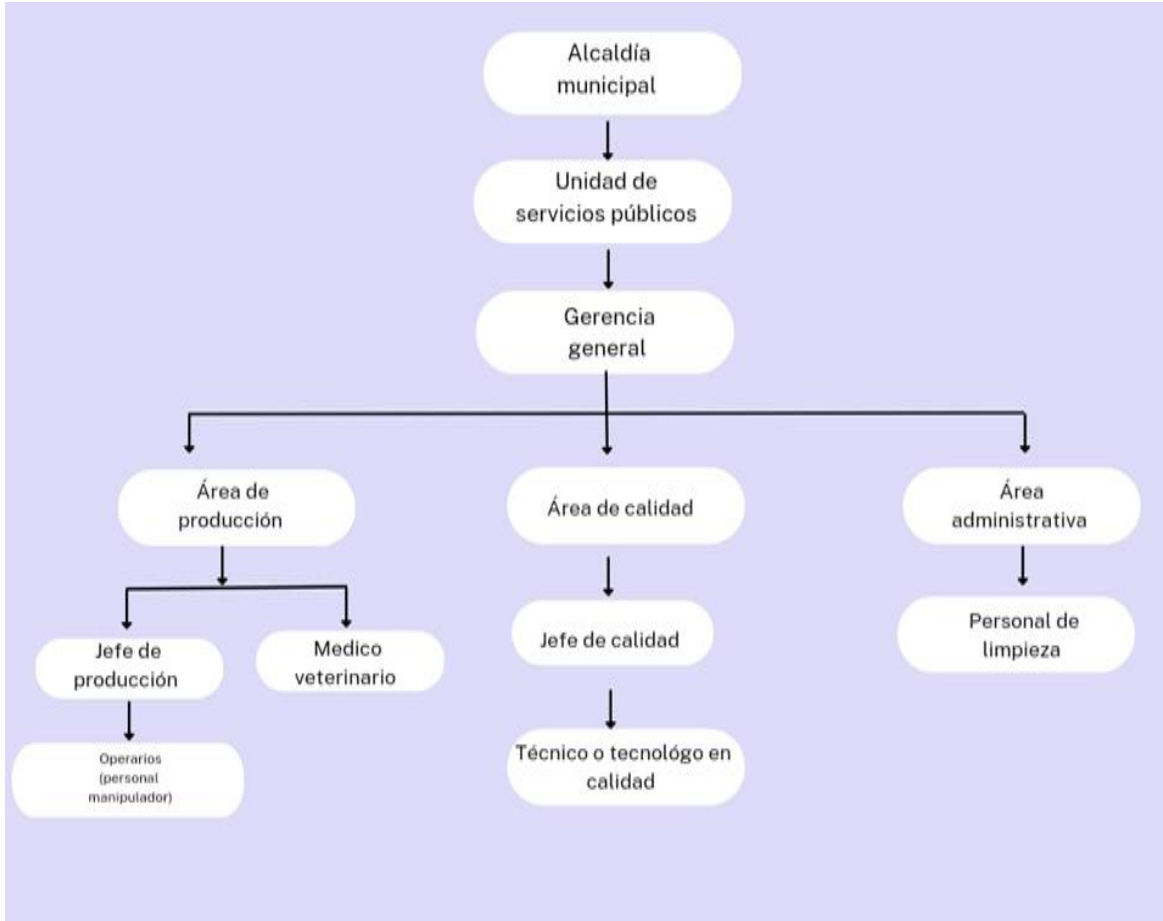 Alcaldía
municipal
Unidad de
servicios públicos
Gerencia
general
Área de
producción
Área de calidad
Área
administrativa
Jefe de
producción
Medico
veterinario
Jefe de calidad
Personal de
limpieza
Operarios
(personal
manipulador)
Técnico o tecnológo en
calidad